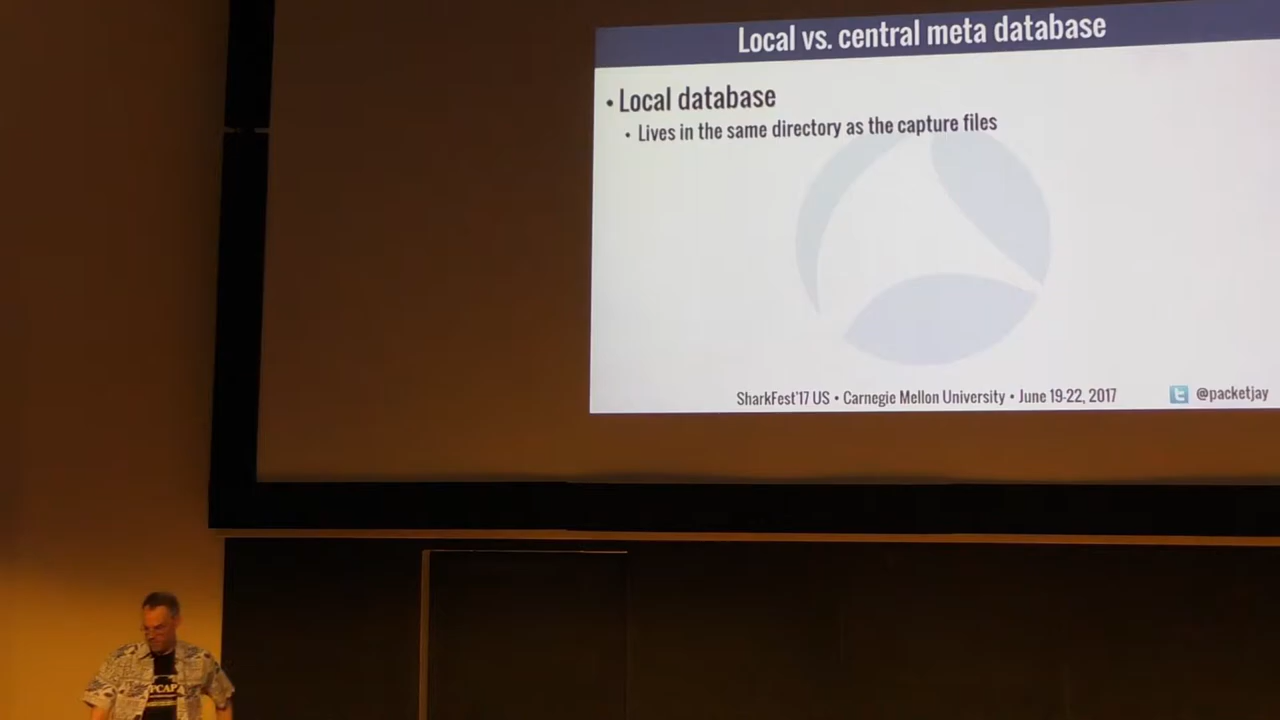 Local vs. central meta database
• Local database
• Lives in the same directory as the capture files
SharkFest'17 US • Carnegie Mellon University • June 19-22, 2017
@packetjay
PCAP